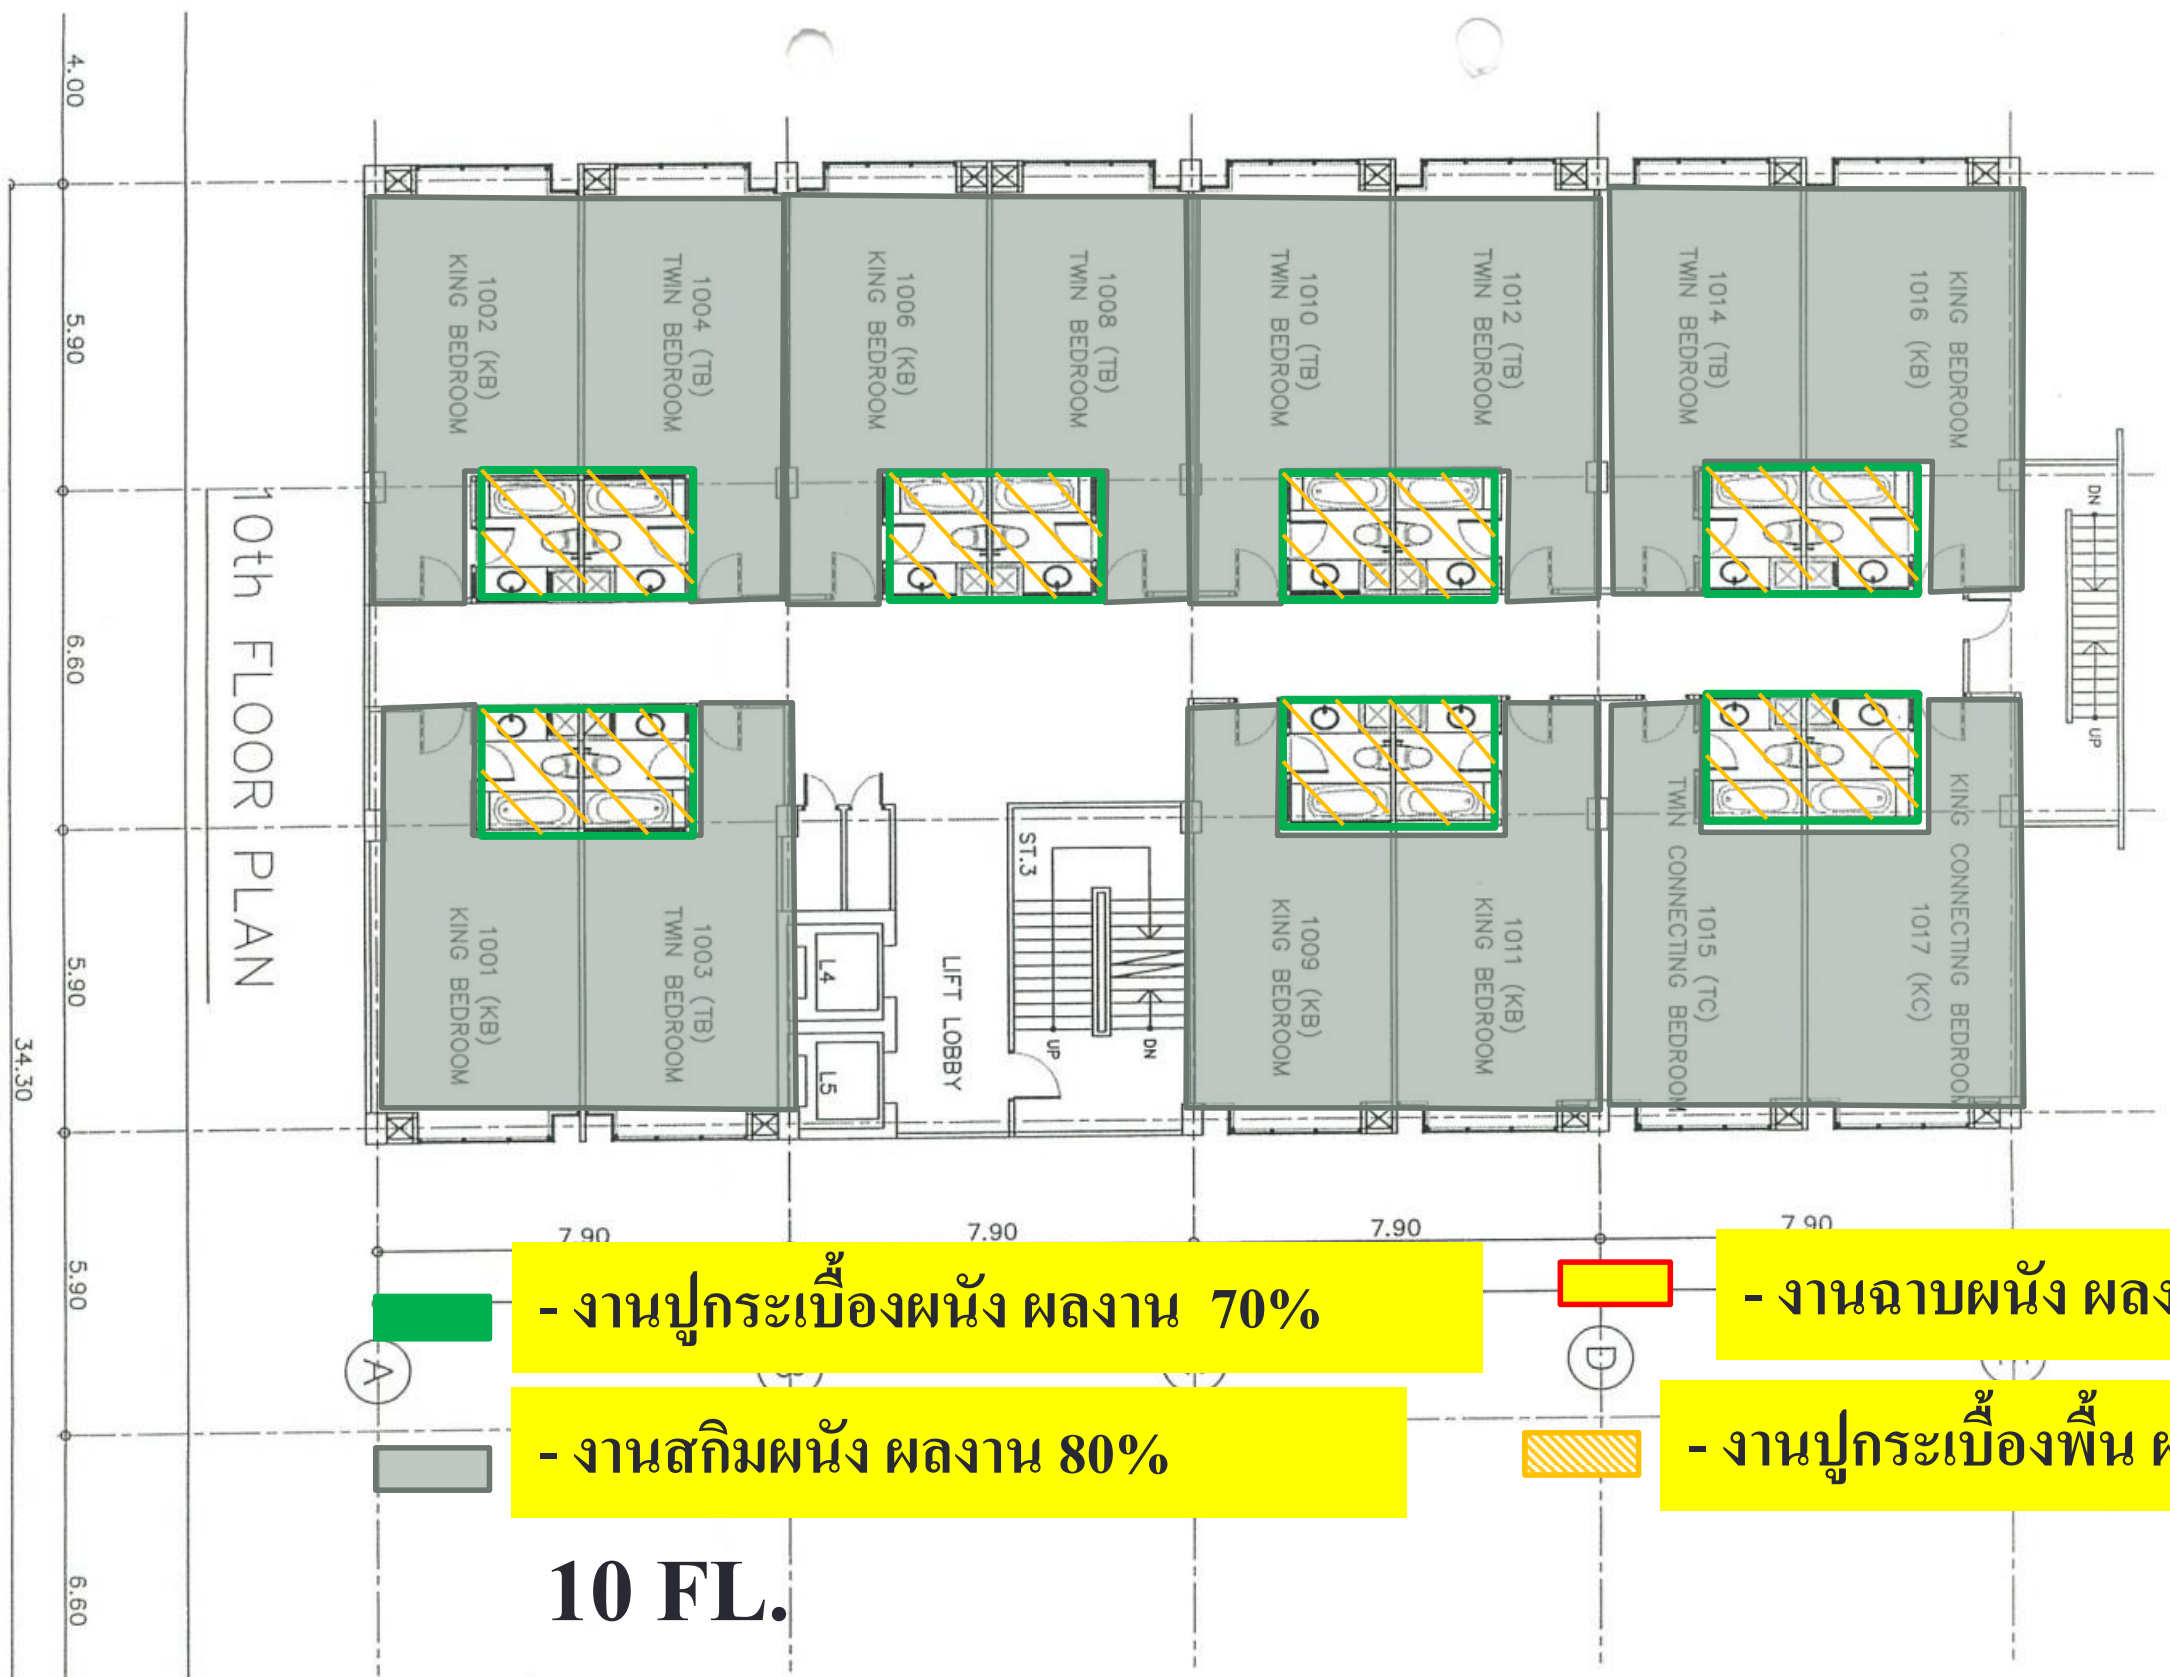 4.00
5.90
6.60
5.90
34.30
5.90
6.60
10th FLOOR PLAN
1002 (KB)
KING BEDROOM
1004 (TB)
TWIN BEDROOM
1006 (KB)
KING BEDROOM
1008 (TB)
TWIN BEDROOM
1010 (TB)
TWIN BEDROOM
1012 (TB)
TWIN BEDROOM
1014 (TB)
TWIN BEDROOM
KING BEDROOM
1016 (KB)
DN
UP
1001 (KB)
KING BEDROOM
1003 (TB)
TWIN BEDROOM
L4
L5
LIFT LOBBY
ST.3
UP
DN
1009 (KB)
KING BEDROOM
1011 (KB)
KING BEDROOM
1015 (TC)
TWIN CONNECTING BEDROOM
KING CONNECTING BEDROOM
1017 (KC)
7.90
7.90
7.90
7.90
- งานปูกระเบื้องผนัง ผลงาน 70%
- งานฉาบผนัง
A
D
- งานสกิมผนัง ผลงาน 80%
- งานปูกระเบื้องพื้น
10 FL.